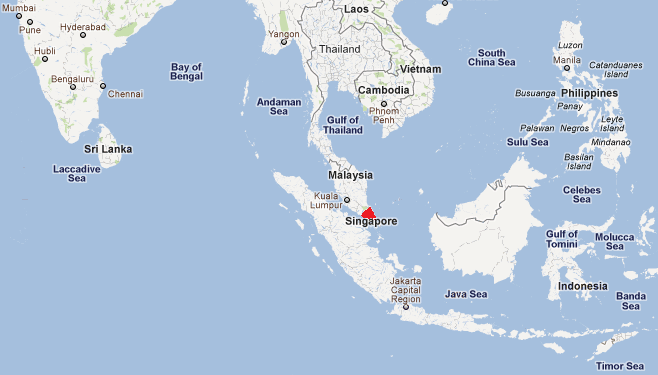 Mumbai
Pune
Hyderabad
Hubli
Bengaluru
Chennai
Sri Lanka
Laccadive
Sea
Bay of
Bengal
Yangon
Laos
Thailand
Vietnam
Cambodia
Phnom
Penh
Andaman
Sea
Gulf of
Thailand
South
China Sea
Luzon
Manila
Catanduanes
Island
Busuanga
Philippines
Panay
Leyte
Island
Palawan
Negros
Mindanao
Sulu Sea
Basilan
Island
Malaysia
Kuala
Lumpur
Singapore
Celebes
Sea
Gulf of
Tomini
Molucca
Sea
Jakarta
Capital
Region
Java Sea
Indonesia
Banda
Sea
Timor Sea